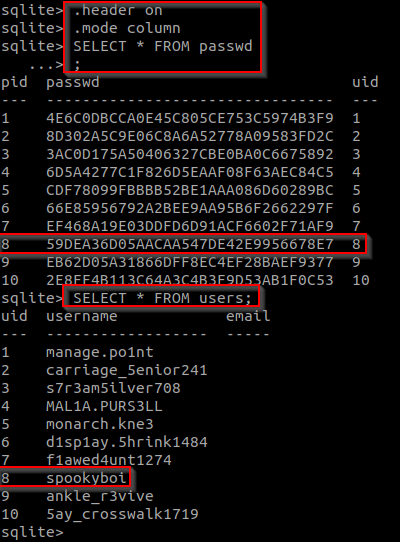 sqlite> .header on
sqlite> .mode column
sqlite> SELECT * FROM passwd
   ...> ;
pid  passwd                            uid
---  --------------------------------  ---
1    4E6C0DBCCA0E45C805CE753C5974B3F9  1
2    8D302A5C9E06C8A6A52778A09583FD2C  2
3    3AC0D175A50406327CBE0BA0C6675892  3
4    6D5A4277C1F826D5EAAF08F63AEC84C5  4
5    CDF78099FBBBB52BE1AAA086D60289BC  5
6    66E85956792A2BEE9AA95B6F2662297F  6
7    EF468A19E03DDFD6D91ACF6602F71AF9  7
8    59DEA36D05AACAA547DE42E9956678E7  8
9    EB62D05A31866DFF8EC4EF28BAEF9377  9
10   2E8EF4B113C64A3C4B3F9D53AB1F0C53  10
sqlite> SELECT * FROM users;
uid  username            email
---  ------------------  -----
1    manage.po1nt
2    carriage_5enior241
3    s7r3am5ilver708
4    MAL1A.PURS3LL
5    monarch.kne3
6    d1sp1ay.5hrink1484
7    f1awed4unt1274
8    spookyboi
9    ankle_r3vive
10   5ay_crosswalk1719
sqlite>